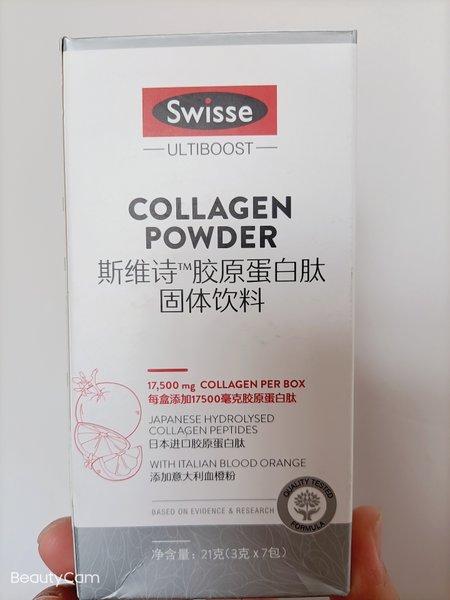 Swisse
ULTIBOOST
COLLAGEN
POWDER
斯维诗™胶原蛋白肽
固体饮料
17,500 mg COLLAGEN PER BOX
每盒添加17500毫克胶原蛋白肽
JAPANESE HYDROLYSED
COLLAGEN PEPTIDES
日本进口胶原蛋白肽
WITH ITALIAN BLOOD ORANGE
添加意大利血橙粉
QUALITY TESTED
FORMULA
BASED ON EVIDENCE & RESEARCH
净含量：21克(3克 x 7包)
BeautyCam